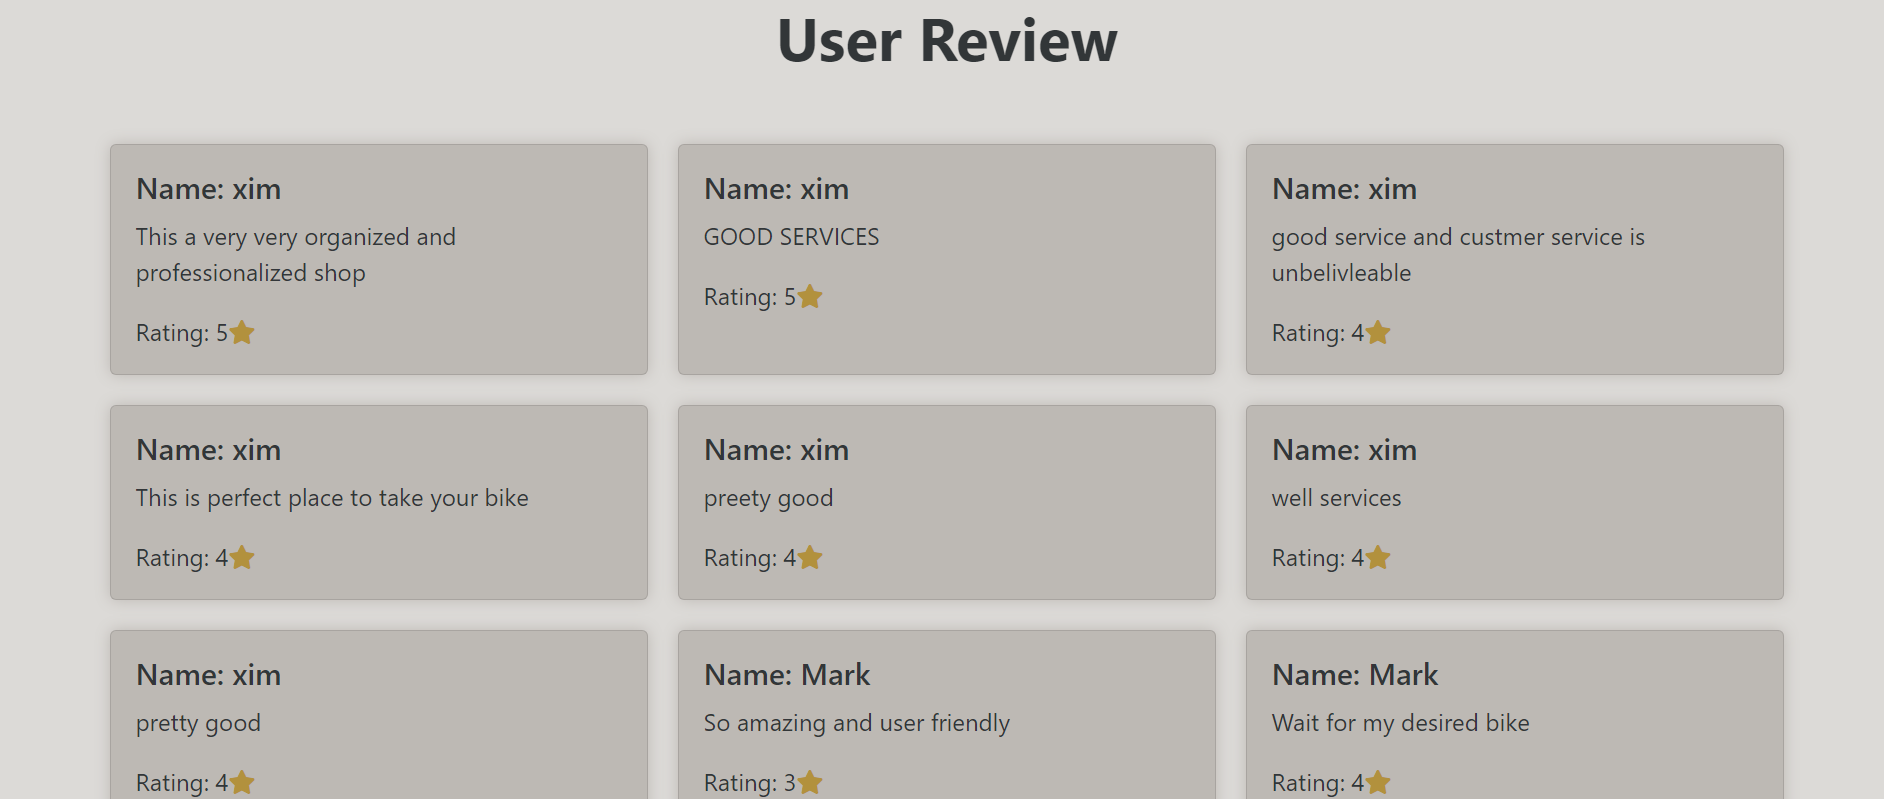 User Review
Name: xim
This a very very organized and
professionalized shop
Rating: 5
Name: xim
GOOD SERVICES
Rating: 5
Name: xim
good service and custmer service is
unbelivleable
Rating: 4
Name: xim
This is perfect place to take your bike
Rating: 4
Name: xim
preety good
Rating: 4
Name: xim
well services
Rating: 4
Name: xim
pretty good
Rating: 4
Name: Mark
So amazing and user friendly
Rating: 3
Name: Mark
Wait for my desired bike
Rating: 4